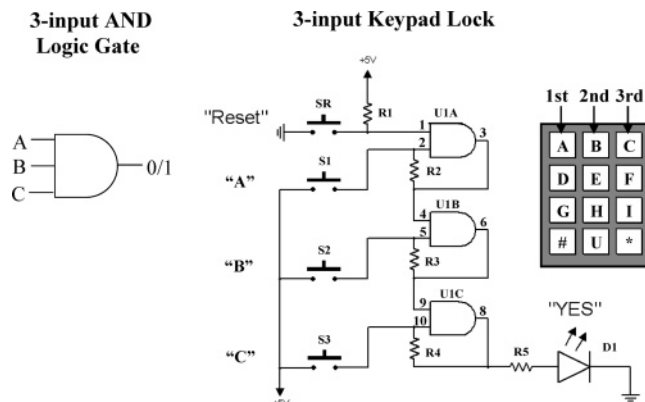 3-input AND
Logic Gate
3-input Keypad Lock
A
B
C
0/1
+5V
R1
"Reset"
SR
U1A
1
2
3
R2
"A"
S1
U1B
4
5
6
R3
"B"
S2
U1C
9
10
8
R4
"C"
S3
R5
"YES"
D1
+5V
1st 2nd 3rd
A B C
D E F
G H I
# U *